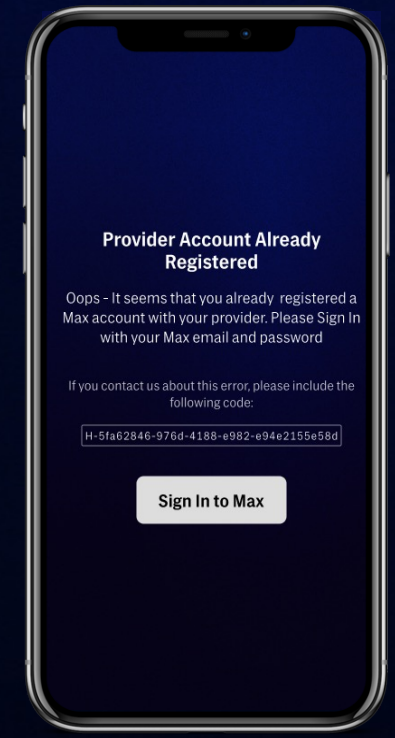 Provider Account Already
Registered
Oops - It seems that you already registered a
Max account with your provider. Please Sign In
with your Max email and password
If you contact us about this error, please include the
following code:
H-5fa62846-976d-4188-e982-e94e2155e58d
Sign In to Max